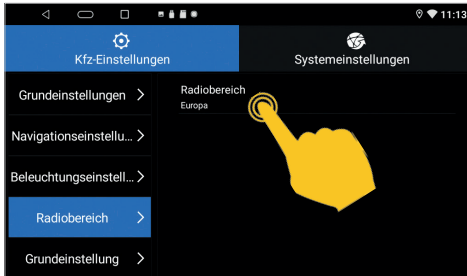 11:13
Kfz-Einstellungen
Systemeinstellungen
Grundeinstellungen
Radiobereich
Europa
Navigationseinstellu...
Beleuchtungseinstell...
Radiobereich
Grundeinstellung